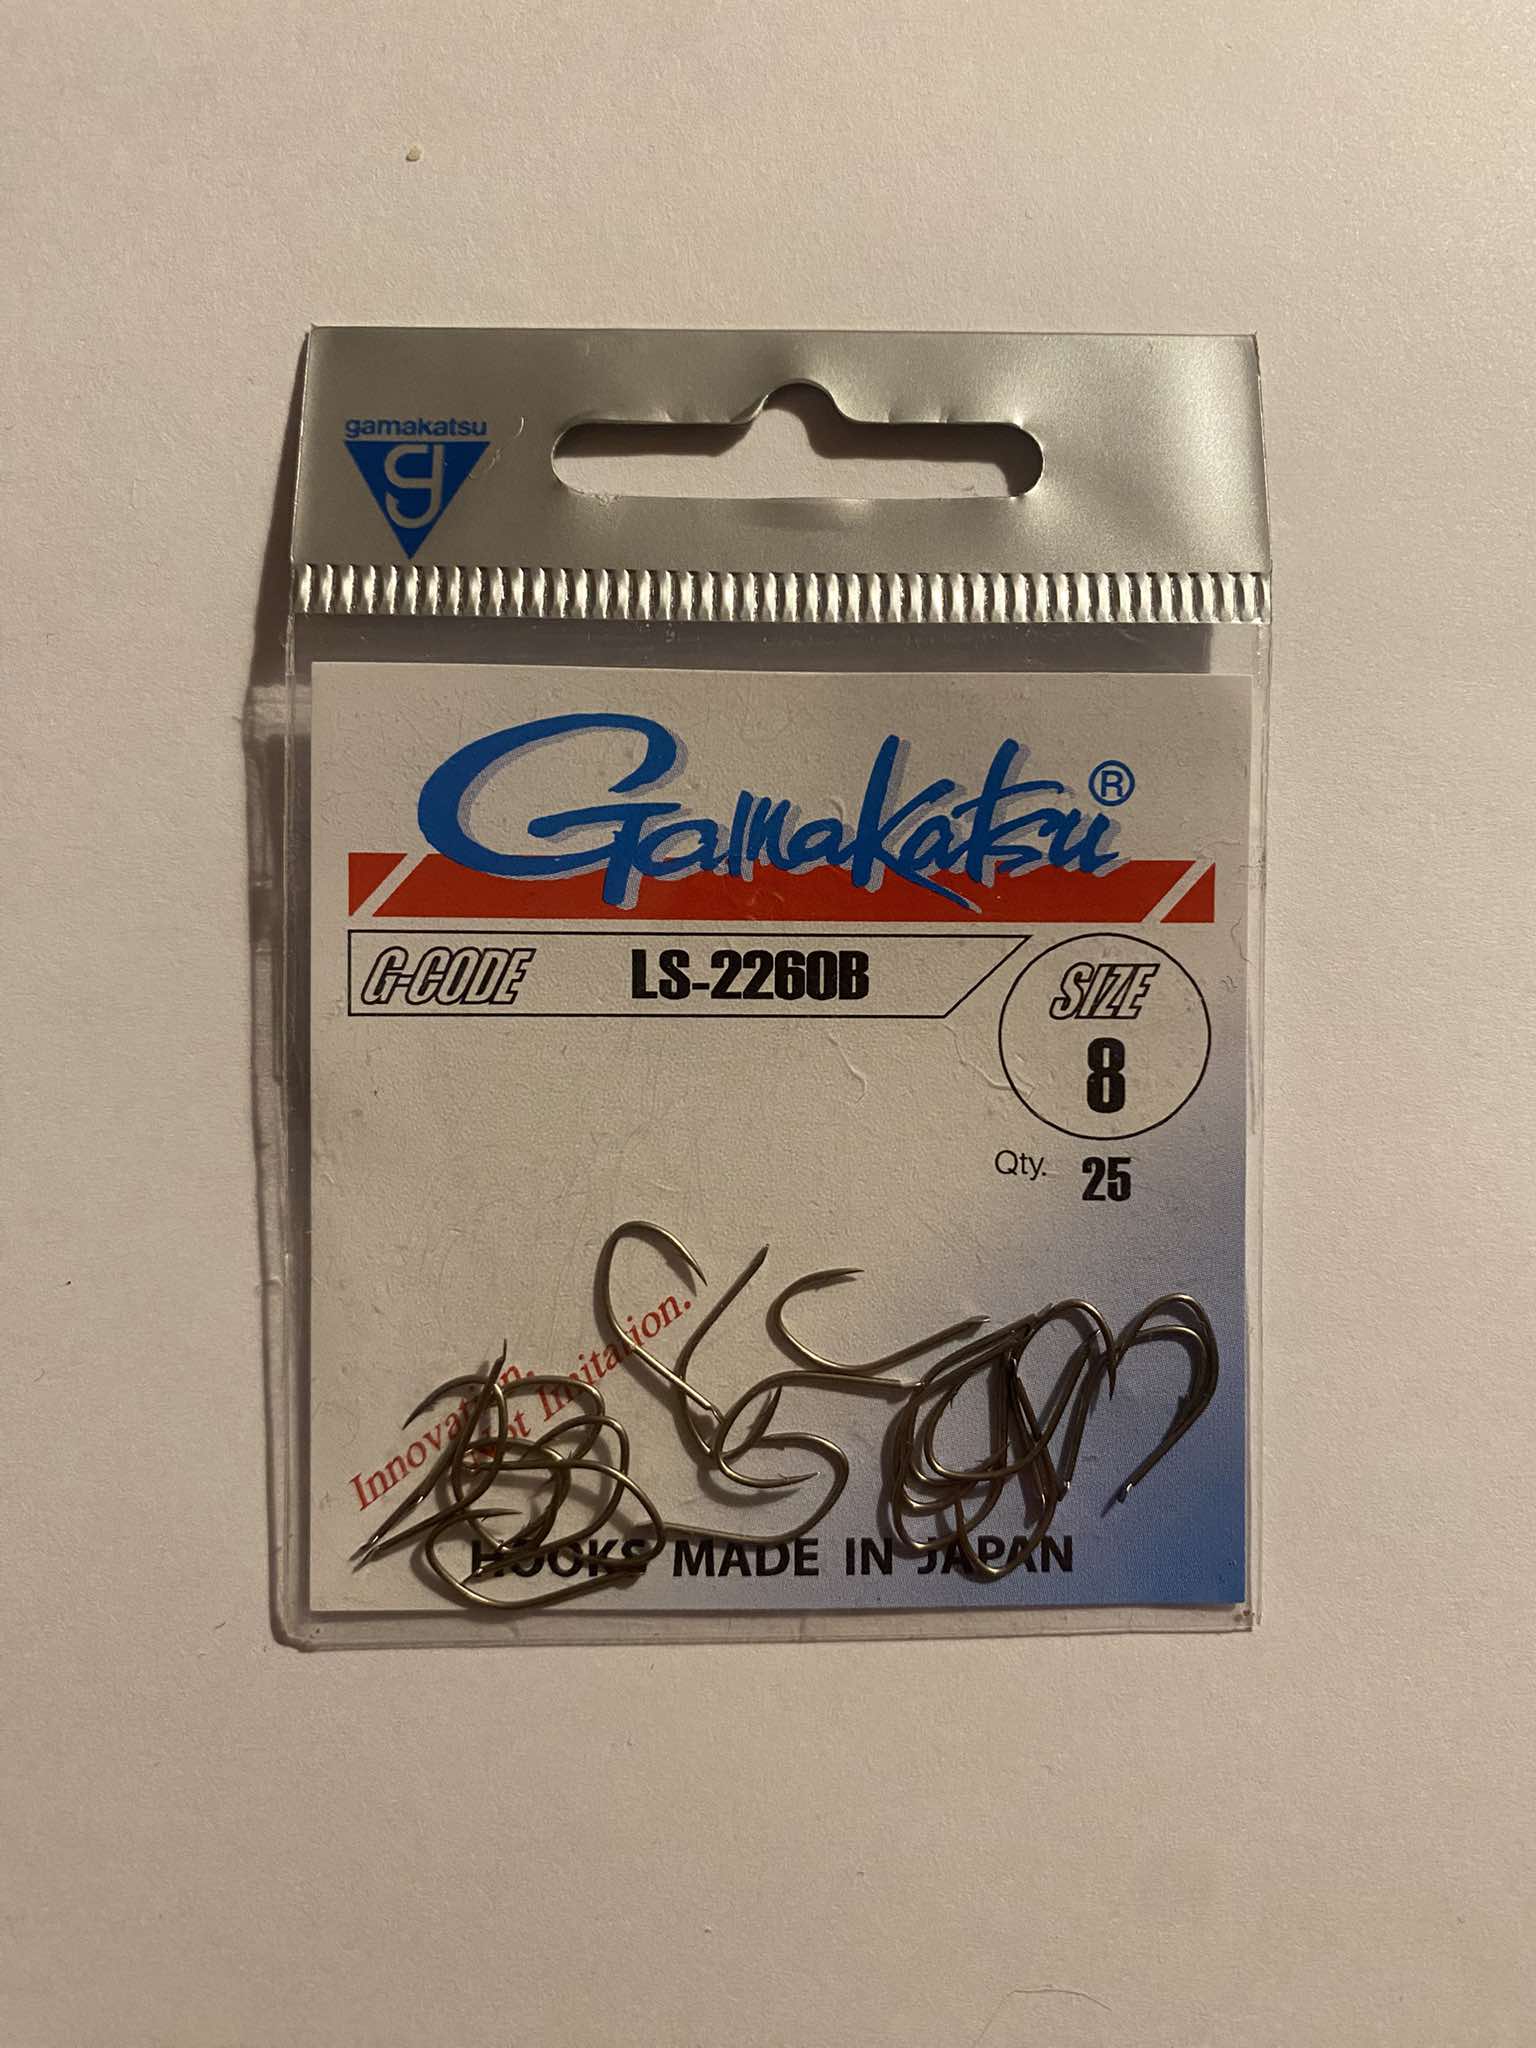 gamakatsu
g
Gamakatsu®
G-CODE LS-2260B
SIZE
8
Qty. 25
Innovation.
Not Imitation.
HOOKS MADE IN JAPAN